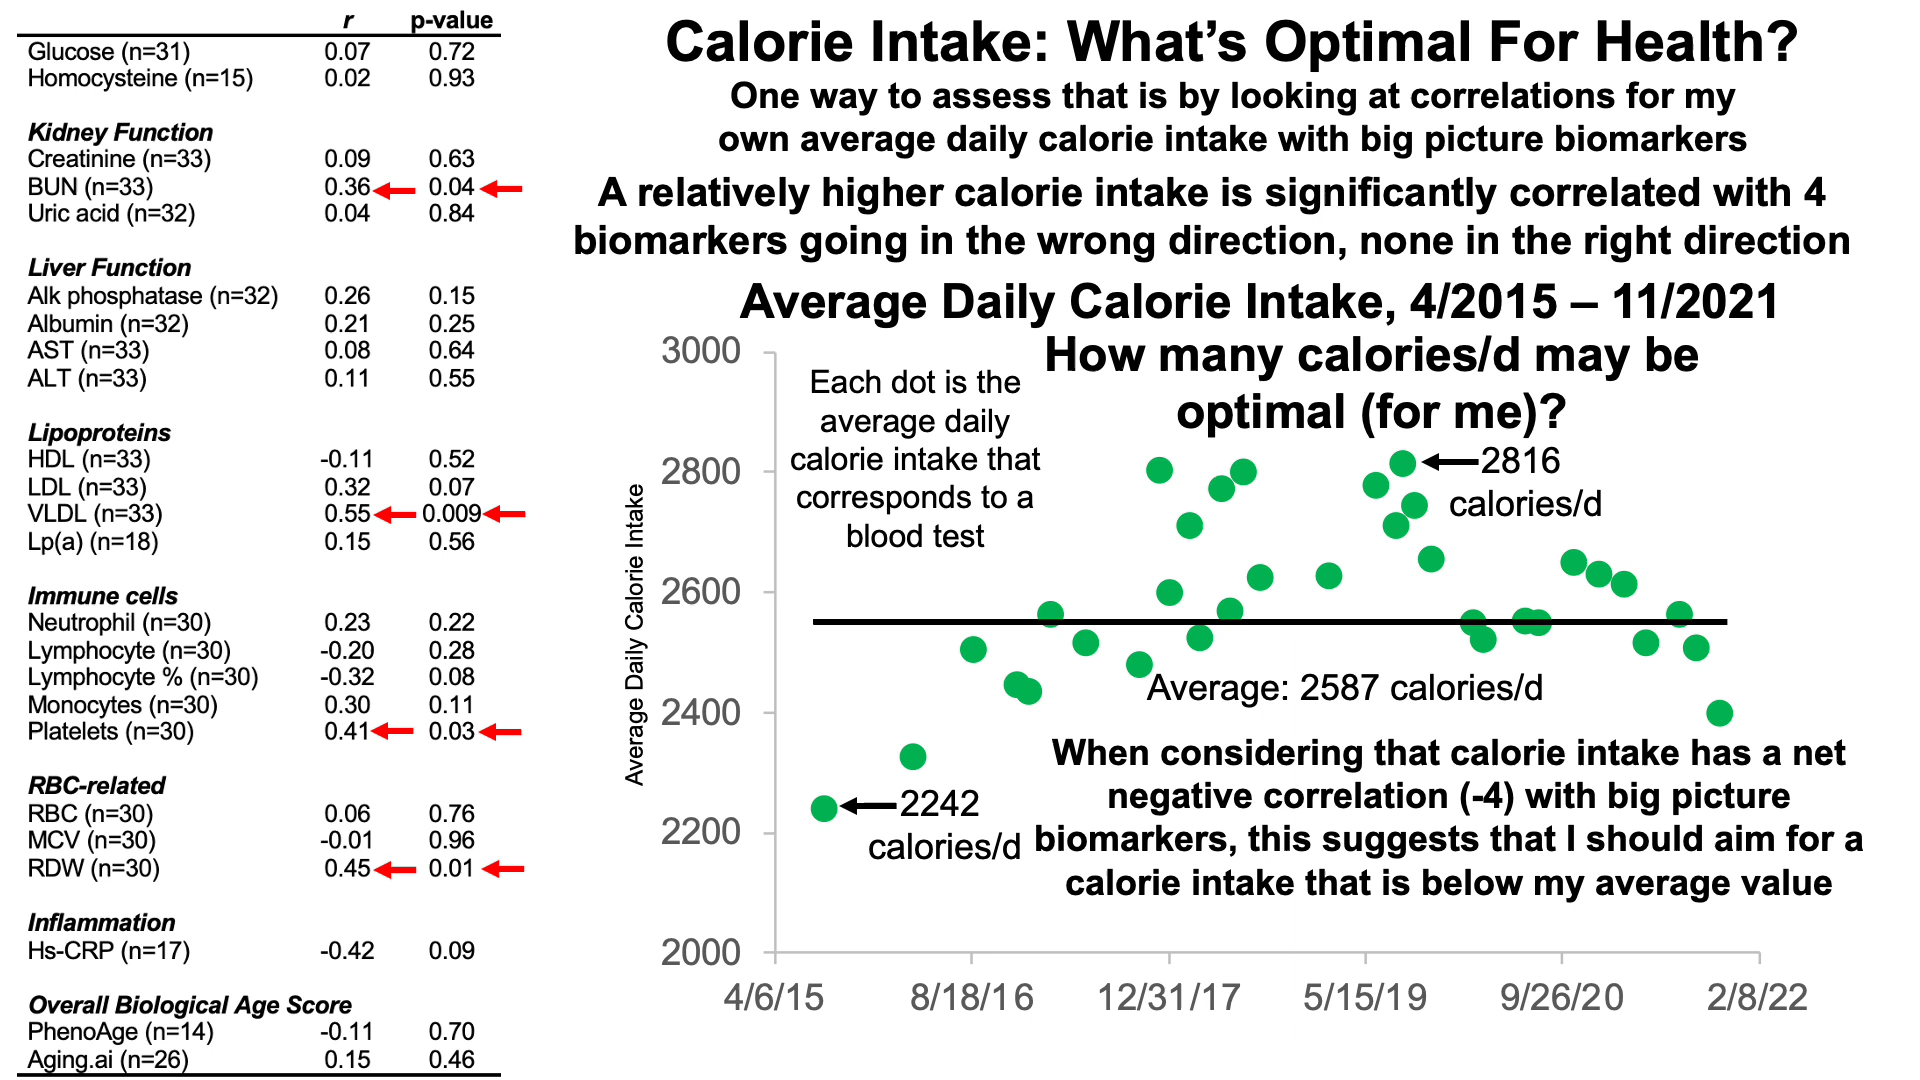 r p-value
Glucose (n=31) 0.07 0.72
Homocysteine (n=15) 0.02 0.93
Kidney Function
Creatinine (n=33) 0.09 0.63
BUN (n=33) 0.36 0.04
Uric acid (n=32) 0.04 0.84
Liver Function
Alk phosphatase (n=32) 0.26 0.15
Albumin (n=32) 0.21 0.25
AST (n=33) 0.08 0.64
ALT (n=33) 0.11 0.55
Lipoproteins
HDL (n=33) -0.11 0.52
LDL (n=33) 0.32 0.07
VLDL (n=33) 0.55 0.009
Lp(a) (n=18) 0.15 0.56
Immune cells
Neutrophil (n=30) 0.23 0.22
Lymphocyte (n=30) -0.20 0.28
Lymphocyte % (n=30) -0.32 0.08
Monocytes (n=30) 0.30 0.11
Platelets (n=30) 0.41 0.03
RBC-related
RBC (n=30) 0.06 0.76
MCV (n=30) -0.01 0.96
RDW (n=30) 0.45 0.01
Inflammation
Hs-CRP (n=17) -0.42 0.09
Overall Biological Age Score
PhenoAge (n=14) -0.11 0.70
Aging.ai (n=26) 0.15 0.46
Calorie Intake: What's Optimal For Health?
One way to assess that is by looking at correlations for my
own average daily calorie intake with big picture biomarkers
A relatively higher calorie intake is significantly correlated with 4
biomarkers going in the wrong direction, none in the right direction
Average Daily Calorie Intake, 4/2015 – 11/2021
How many calories/d may be
optimal (for me)?
Each dot is the
average daily
calorie intake that
corresponds to a
blood test
2816
calories/d
Average: 2587 calories/d
2242
calories/d
When considering that calorie intake has a net
negative correlation (-4) with big picture
biomarkers, this suggests that I should aim for a
calorie intake that is below my average value
Average Daily Calorie Intake
3000
2800
2600
2400
2200
2000
4/6/15 8/18/16 12/31/17 5/15/19 9/26/20 2/8/22